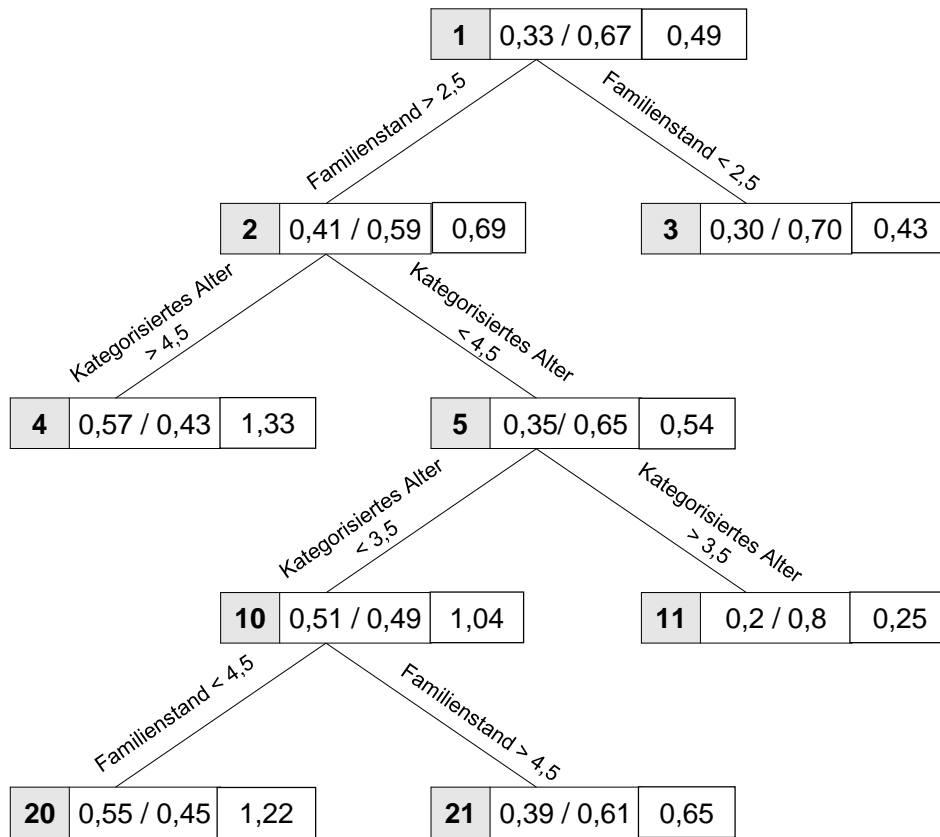 1 0,33 / 0,67 0,49
Familienstand > 2,5
Familienstand < 2,5
2 0,41 / 0,59 0,69
3 0,30 / 0,70 0,43
Kategorisiertes Alter
> 4,5
Kategorisiertes Alter
< 4,5
4 0,57 / 0,43 1,33
5 0,35/ 0,65 0,54
Kategorisiertes Alter
< 3,5
Kategorisiertes Alter
> 3,5
10 0,51 / 0,49 1,04
11 0,2 / 0,8 0,25
Familienstand < 4,5
Familienstand > 4,5
20 0,55 / 0,45 1,22
21 0,39 / 0,61 0,65